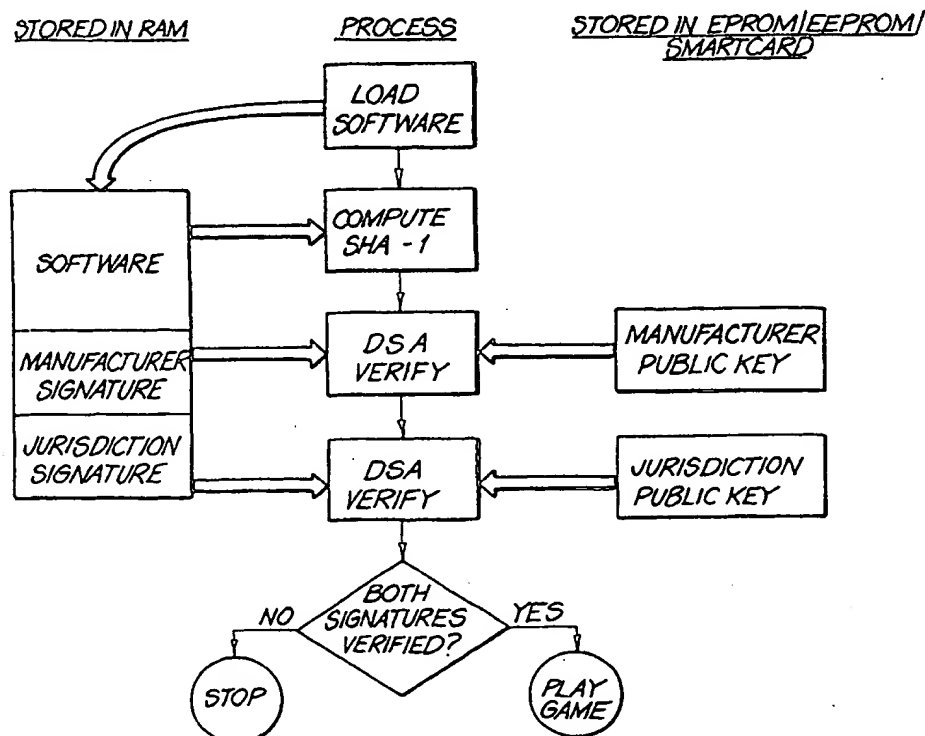 STORED IN RAM
PROCESS
STORED IN EPROM/EEPROM/
SMARTCARD
LOAD
SOFTWARE
SOFTWARE
COMPUTE
SHA - 1
MANUFACTURER
SIGNATURE
DSA
VERIFY
MANUFACTURER
PUBLIC KEY
JURISDICTION
SIGNATURE
DSA
VERIFY
JURISDICTION
PUBLIC KEY
BOTH
SIGNATURES
VERIFIED?
NO
YES
STOP
PLAY
GAME